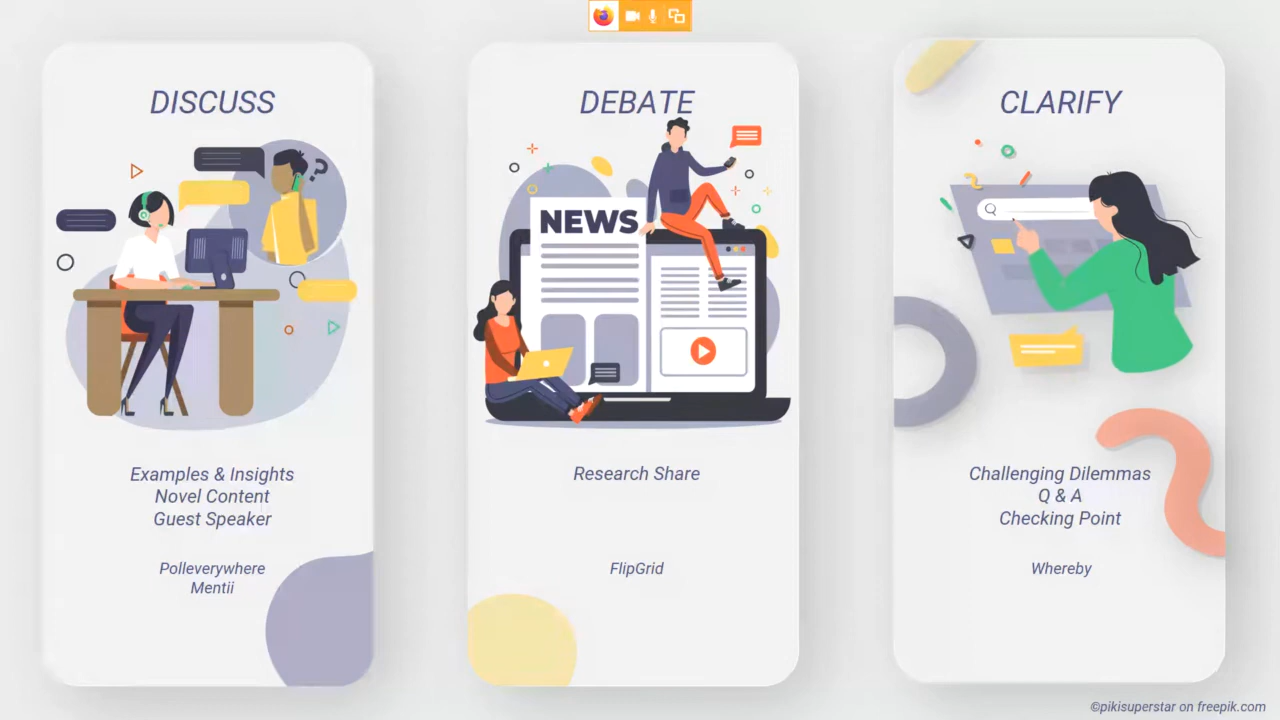 DISCUSS
Examples & Insights
Novel Content
Guest Speaker
Polleverywhere
Mentii
DEBATE
NEWS
Research Share
FlipGrid
CLARIFY
Challenging Dilemmas
Q & A
Checking Point
Whereby
©pikisuperstar on freepik.com